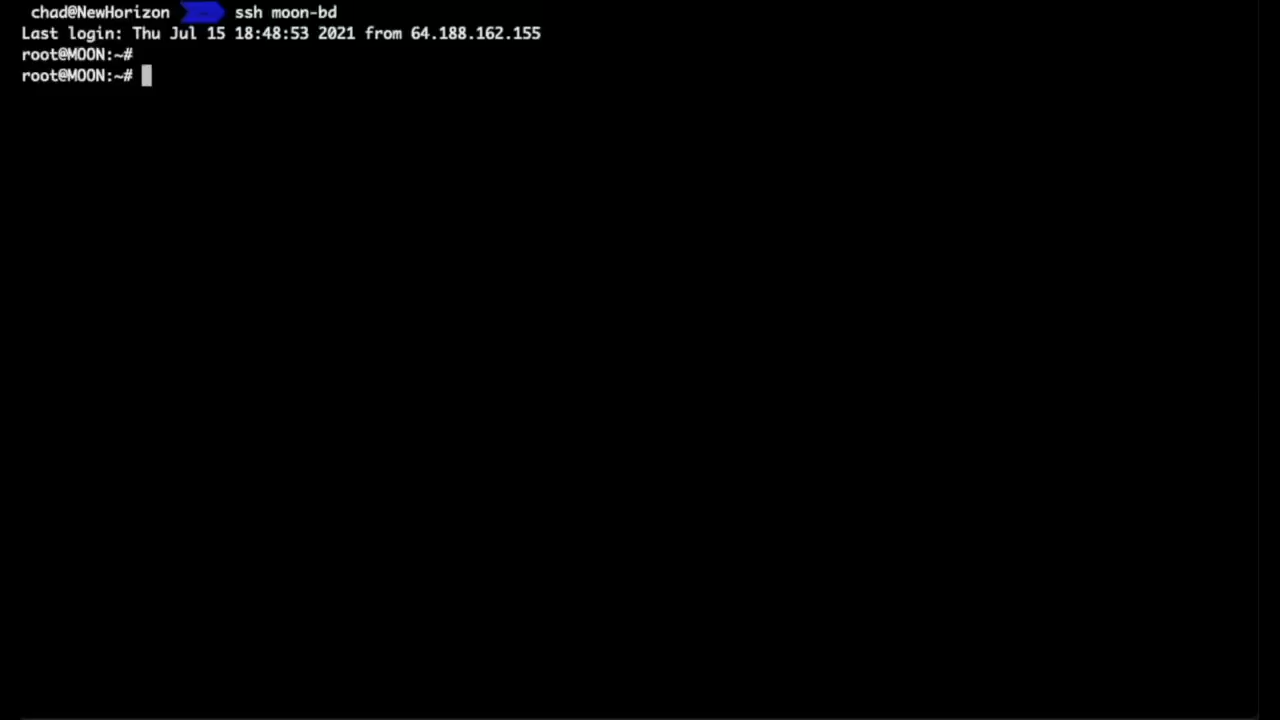 chad@NewHorizon ~ ssh moon-bd
Last login: Thu Jul 15 18:48:53 2021 from 64.188.162.155
root@MOON:~#
root@MOON:~#